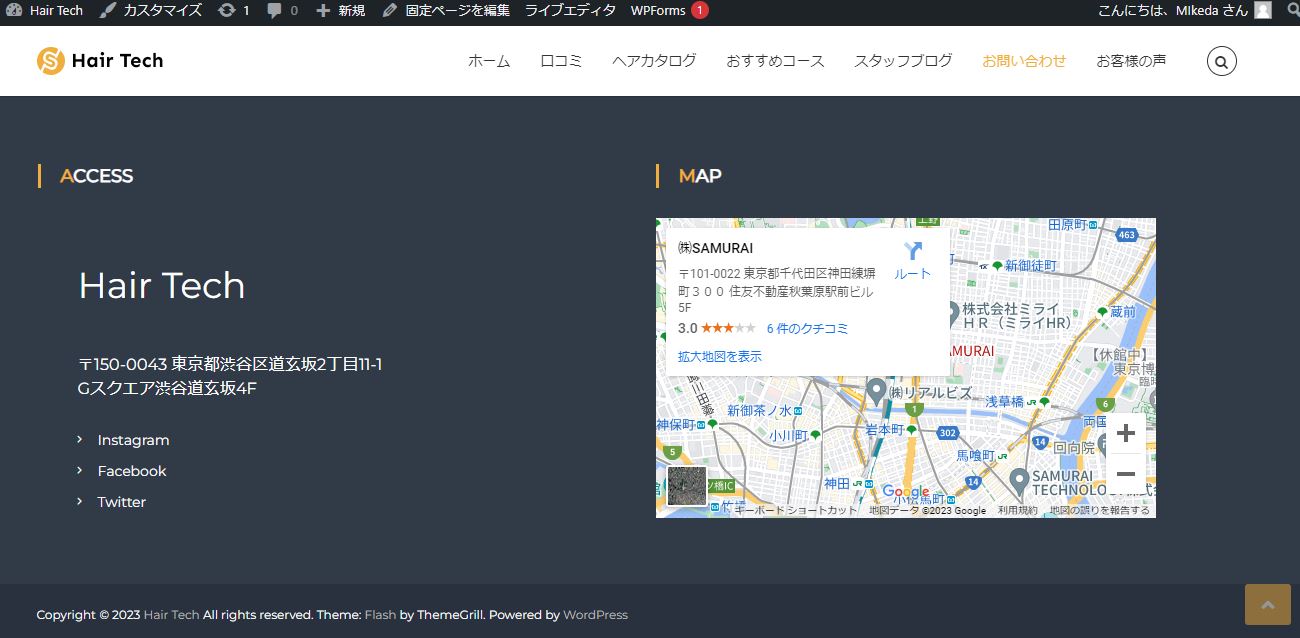 Hair Tech カスタマイズ 1 0 新規 固定ページを編集 ライブエディタ WPForms 1 こんにちは、MIkeda さん
Hair Tech ホーム 口コミ ヘアカタログ おすすめコース スタッフブログ お問い合わせ お客様の声
ACCESS
Hair Tech
〒150-0043 東京都渋谷区道玄坂2丁目11-1
Gスクエア渋谷道玄坂4F
Instagram
Facebook
Twitter
MAP
㈱SAMURAI
〒101-0022 東京都千代田区神田練塀
町３００ 住友不動産秋葉原駅前ビル
5F
3.0 6 件のクチコミ
拡大地図を表示
ルート
上野
田原町
463
新御徒町
株式会社ミライ
ＨＲ（ミライHR）
蔵前
AMURAI
【休館中】
東京博
臨時
㈱リアルビズ
三田線
新御茶ノ水
1
浅草橋
6
神保町
小川町
岩本町
302
両国
14
回向院
5
馬喰町
ツ橋IC
神田
14
SAMURAI
TECHNOLO
株式
竹橋
Google
小伝馬町
キーボード ショートカット 地図データ ©2023 Google 利用規約 地図の誤りを報告する
Copyright © 2023 Hair Tech All rights reserved. Theme: Flash by ThemeGrill. Powered by WordPress